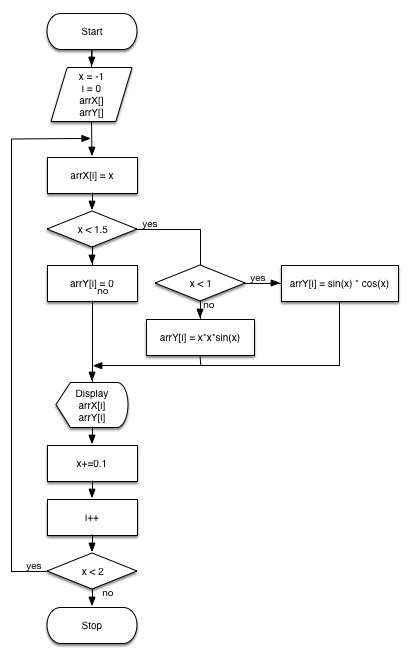 Start
x = -1
i = 0
arrX[]
arrY[]
arrX[i] = x
x < 1.5
yes
arrY[i] = 0
no
x < 1
yes
arrY[i] = sin(x) * cos(x)
no
arrY[i] = x*x*sin(x)
Display
arrX[i]
arrY[i]
x+=0.1
i++
x < 2
yes
no
Stop